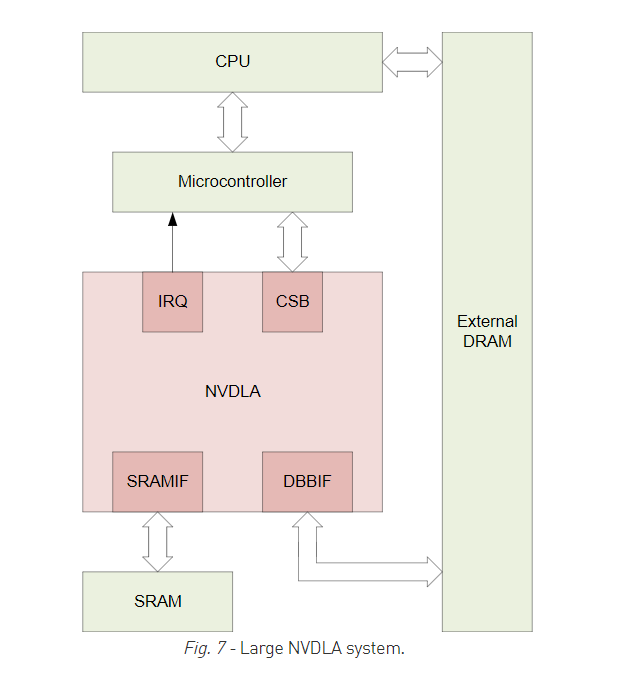 CPU
Microcontroller
IRQ
CSB
External
DRAM
NVDLA
SRAMIF
DBBIF
SRAM
Fig. 7 - Large NVDLA system.